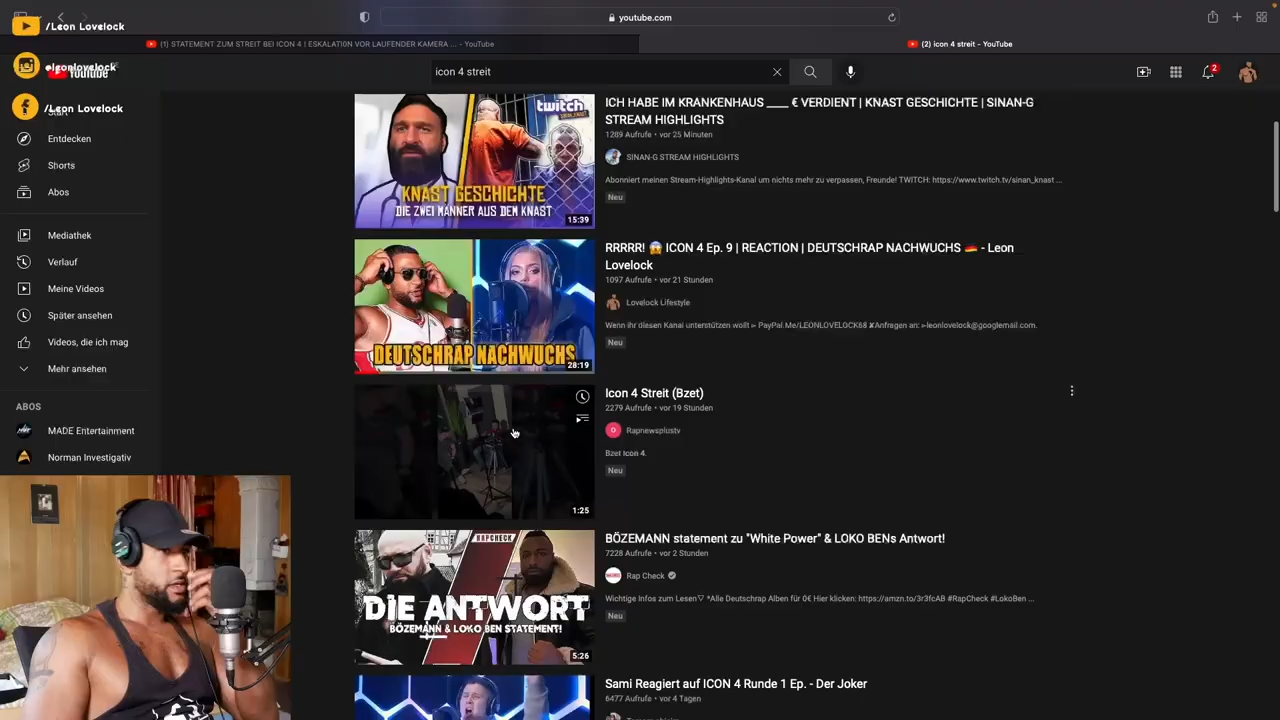 /Leon Lovelock
youtube.com
(1) STATEMENT ZUM STREIT BEI ICON 4 I ESKALATION VOR LAUFENDER KAMERA ... - YouTube
(2) icon 4 streit - YouTube
@leonlovelock
YouTube
icon 4 streit
2
/Leon Lovelock
Start
Entdecken
Shorts
Abos
Mediathek
Verlauf
Meine Videos
Später ansehen
Videos, die ich mag
Mehr ansehen
ABOS
MADE Entertainment
Norman Investigativ
twitch
KNAST GESCHICHTE
DIE ZWEI MÄNNER AUS DEM KNAST
15:39
ICH HABE IM KRANKENHAUS ____ € VERDIENT | KNAST GESCHICHTE | SINAN-G
STREAM HIGHLIGHTS
1289 Aufrufe • vor 25 Minuten
SINAN-G STREAM HIGHLIGHTS
Abonniert meinen Stream-Highlights-Kanal um nichts mehr zu verpassen, Freunde! TWITCH: https://www.twitch.tv/sinan_knast ...
Neu
DEUTSCHRAP NACHWUCHS
28:19
RRRRR! 😱 ICON 4 Ep. 9 | REACTION | DEUTSCHRAP NACHWUCHS 🇩🇪 - Leon
Lovelock
1097 Aufrufe • vor 21 Stunden
Lovelock Lifestyle
Wenn ihr diesen Kanal unterstützen wollt ▻ PayPal.Me/LEONLOVELOCK68 ✘Anfragen an: ▻leonlovelock@googlemail.com.
Neu
1:25
Icon 4 Streit (Bzet)
2279 Aufrufe • vor 19 Stunden
Rapnewsplustv
Bzet Icon 4.
Neu
RAPCHECK
DIE ANTWORT
BÖZEMANN & LOKO BEN STATEMENT!
5:26
BÖZEMANN statement zu "White Power" & LOKO BENs Antwort!
7228 Aufrufe • vor 2 Stunden
Rap Check
Wichtige Infos zum Lesen▽ *Alle Deutschrap Alben für 0€ Hier klicken: https://amzn.to/3r3fcAB #RapCheck #LokoBen ...
Neu
Sami Reagiert auf ICON 4 Runde 1 Ep. - Der Joker
6477 Aufrufe • vor 4 Tagen